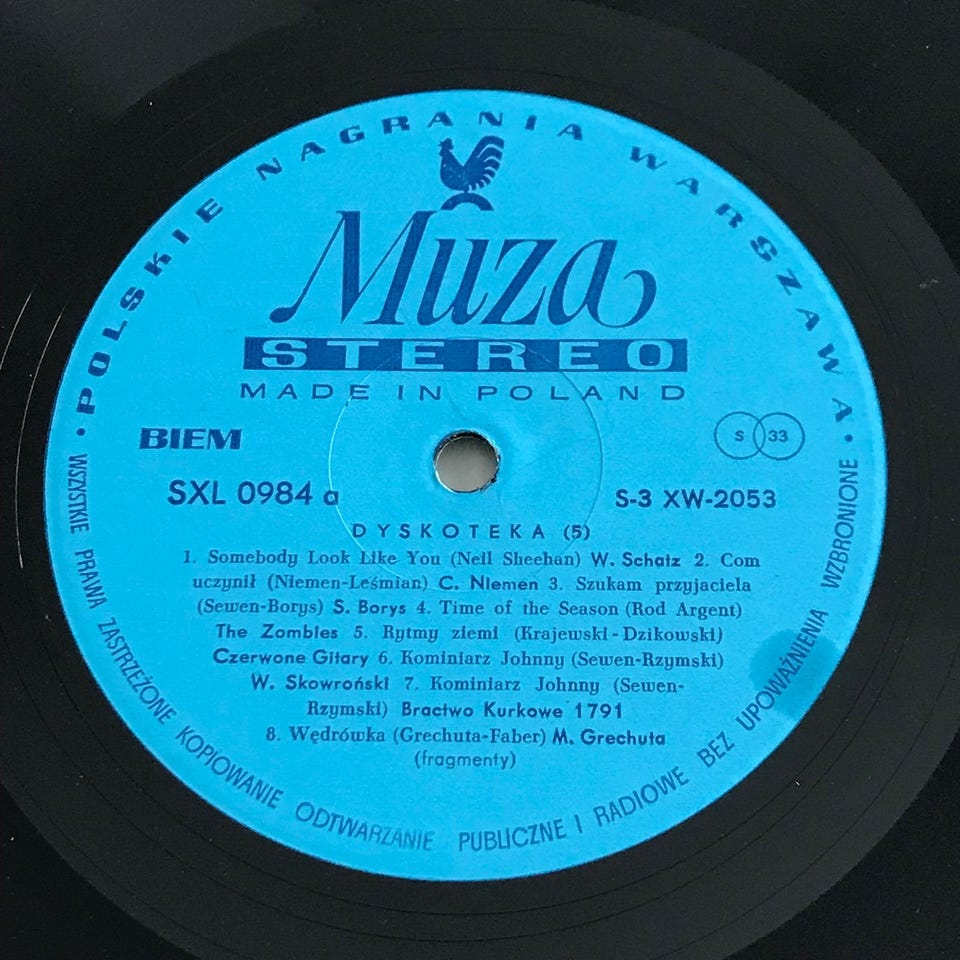 POLSKIE NAGRANIA WARSZAWA
Muza
STEREO
MADE IN POLAND
BIEM
S 33
SXL 0984 a
S-3 XW-2053
DYSKOTEKA (5)
1. Somebody Look Like You (Neil Sheehan) W. Schatz 2. Com
uczynił (Niemen-Leśmian) C. Niemen 3. Szukam przyjaciela
(Sewen-Borys) S. Borys 4. Time of the Season (Rod Argent)
The Zombies 5. Rytmy ziemi (Krajewski-Dzikowski)
Czerwone Gitary 6. Kominiarz Johnny (Sewen-Rzymski)
W. Skowroński 7. Kominiarz Johnny (Sewen-
Rzymski) Bractwo Kurkowe 1791
8. Wędrówka (Grechuta-Faber) M. Grechuta
(fragmenty)
• WSZYSTKIE PRAWA ZASTRZEŻONE KOPIOWANIE ODTWARZANIE PUBLICZNE I RADIOWE BEZ UPOWAŻNIENIA WZBRONIONE •